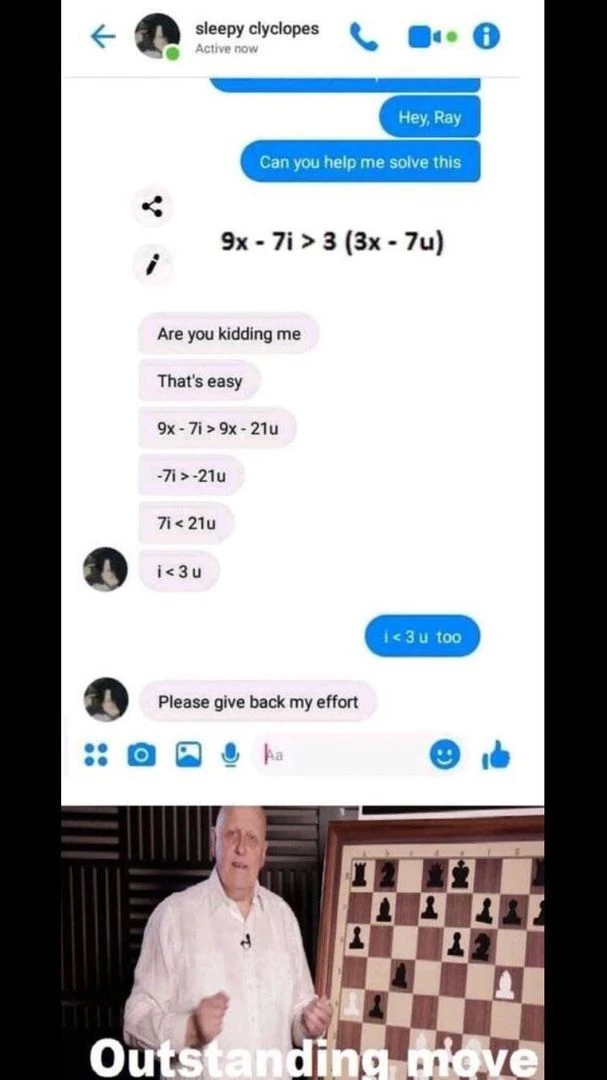 sleepy clyclopes
Active now
Hey, Ray
Can you help me solve this
9x - 7i > 3 (3x - 7u)
Are you kidding me
That's easy
9x - 7i > 9x - 21u
-7i > -21u
7i < 21u
i < 3 u
i < 3 u too
Please give back my effort
Aa
Outstanding move